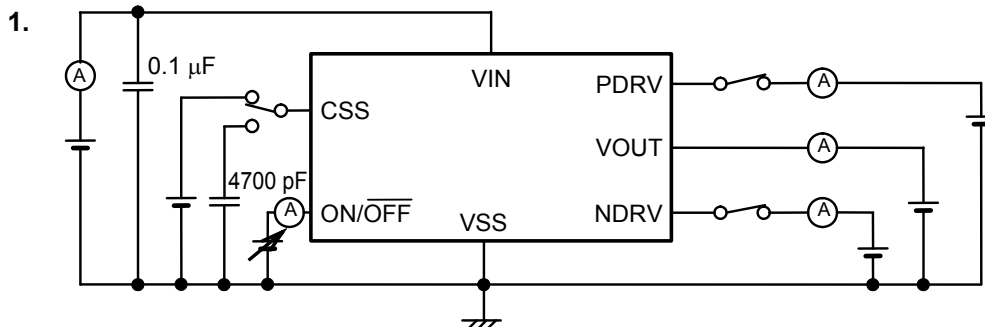 1.
A
0.1 μF
VIN
PDRV
A
CSS
VOUT
A
4700 pF
A
ON/OFF
VSS
NDRV
A